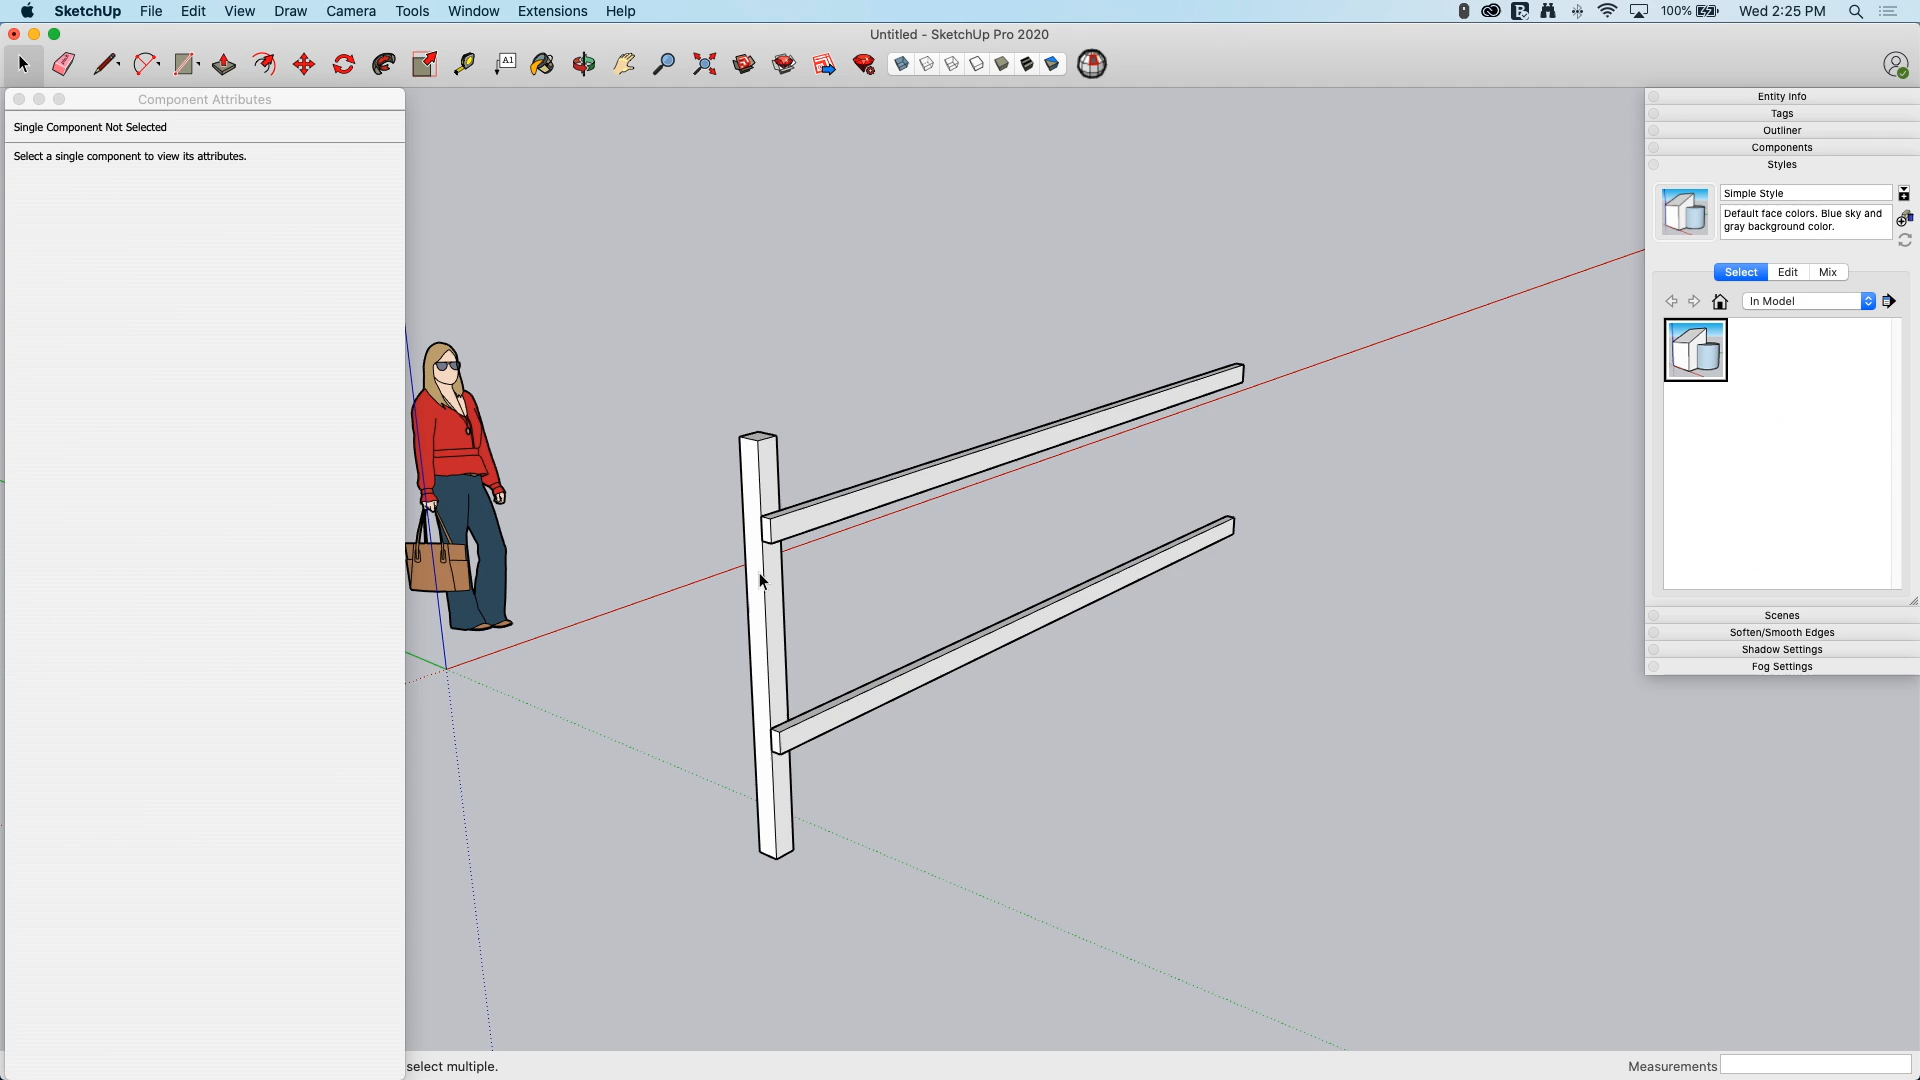 SketchUp File Edit View Draw Camera Tools Window Extensions Help 100% Wed 2:25 PM
Untitled - SketchUp Pro 2020
A1
Component Attributes
Single Component Not Selected
Select a single component to view its attributes.
Entity Info
Tags
Outliner
Components
Styles
Simple Style
Default face colors. Blue sky and
gray background color.
Select Edit Mix
In Model
Scenes
Soften/Smooth Edges
Shadow Settings
Fog Settings
select multiple.
Measurements